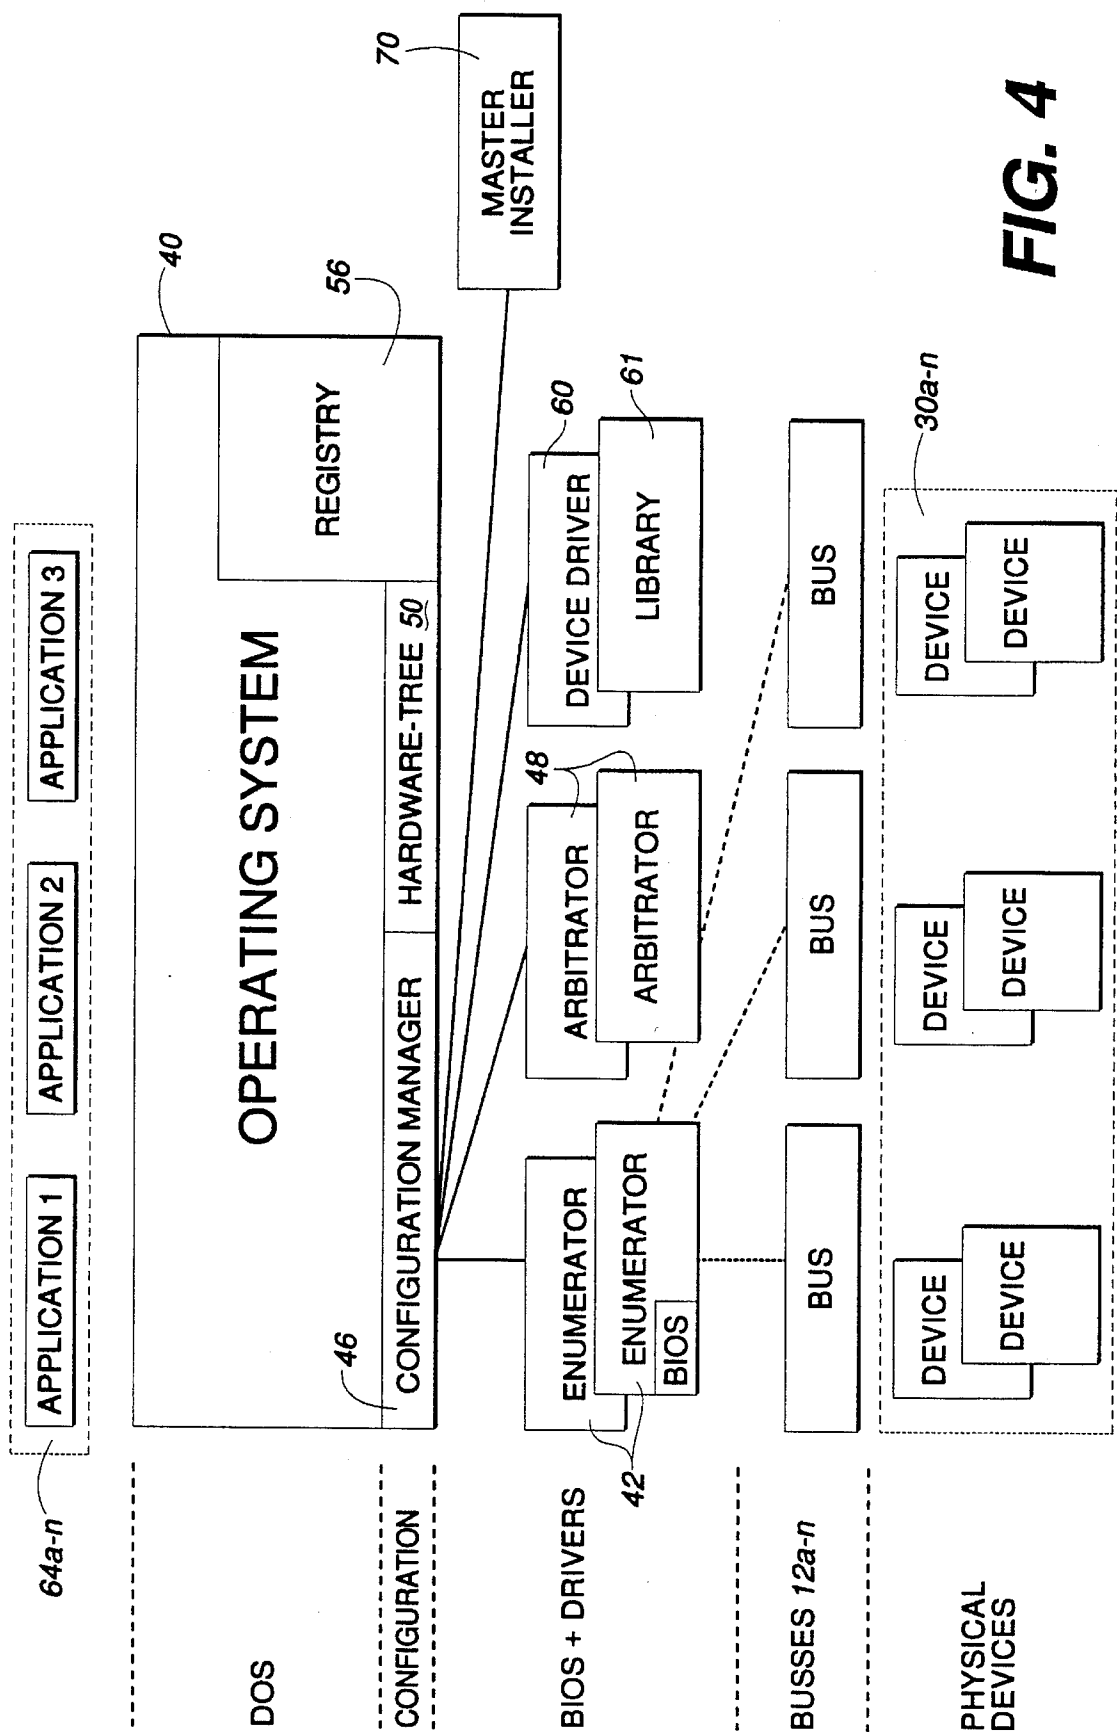 64a-n
APPLICATION 1
APPLICATION 2
APPLICATION 3
DOS
OPERATING SYSTEM
40
REGISTRY
56
CONFIGURATION
46
CONFIGURATION MANAGER
HARDWARE-TREE 50
70
MASTER
INSTALLER
BIOS + DRIVERS
42
ENUMERATOR
ENUMERATOR
BIOS
48
ARBITRATOR
ARBITRATOR
DEVICE DRIVER
60
LIBRARY
61
BUSSES 12a-n
BUS
BUS
BUS
PHYSICAL
DEVICES
DEVICE
DEVICE
DEVICE
DEVICE
DEVICE
DEVICE
30a-n
FIG. 4